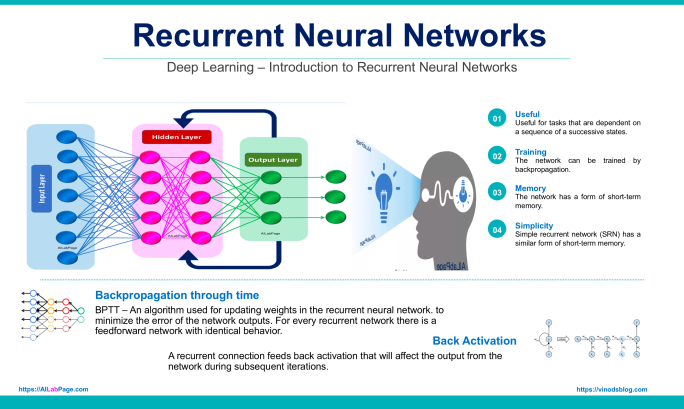 Recurrent Neural Networks
Deep Learning – Introduction to Recurrent Neural Networks
Hidden Layer
Output Layer
Input Layer
AILabPage
AILabPage
AILabPage
AILabPage
AILabPage
01
Useful
Useful for tasks that are dependent on
a sequence of a successive states.
02
Training
The network can be trained by
backpropagation.
03
Memory
The network has a form of short-term
memory.
04
Simplicity
Simple recurrent network (SRN) has a
similar form of short-term memory.
Backpropagation through time
BPTT – An algorithm used for updating weights in the recurrent neural network. to
minimize the error of the network outputs. For every recurrent network there is a
feedforward network with identical behavior.
Back Activation
A recurrent connection feeds back activation that will affect the output from the
network during subsequent iterations.
https://AILabPage.com
https://vinodsblog.com